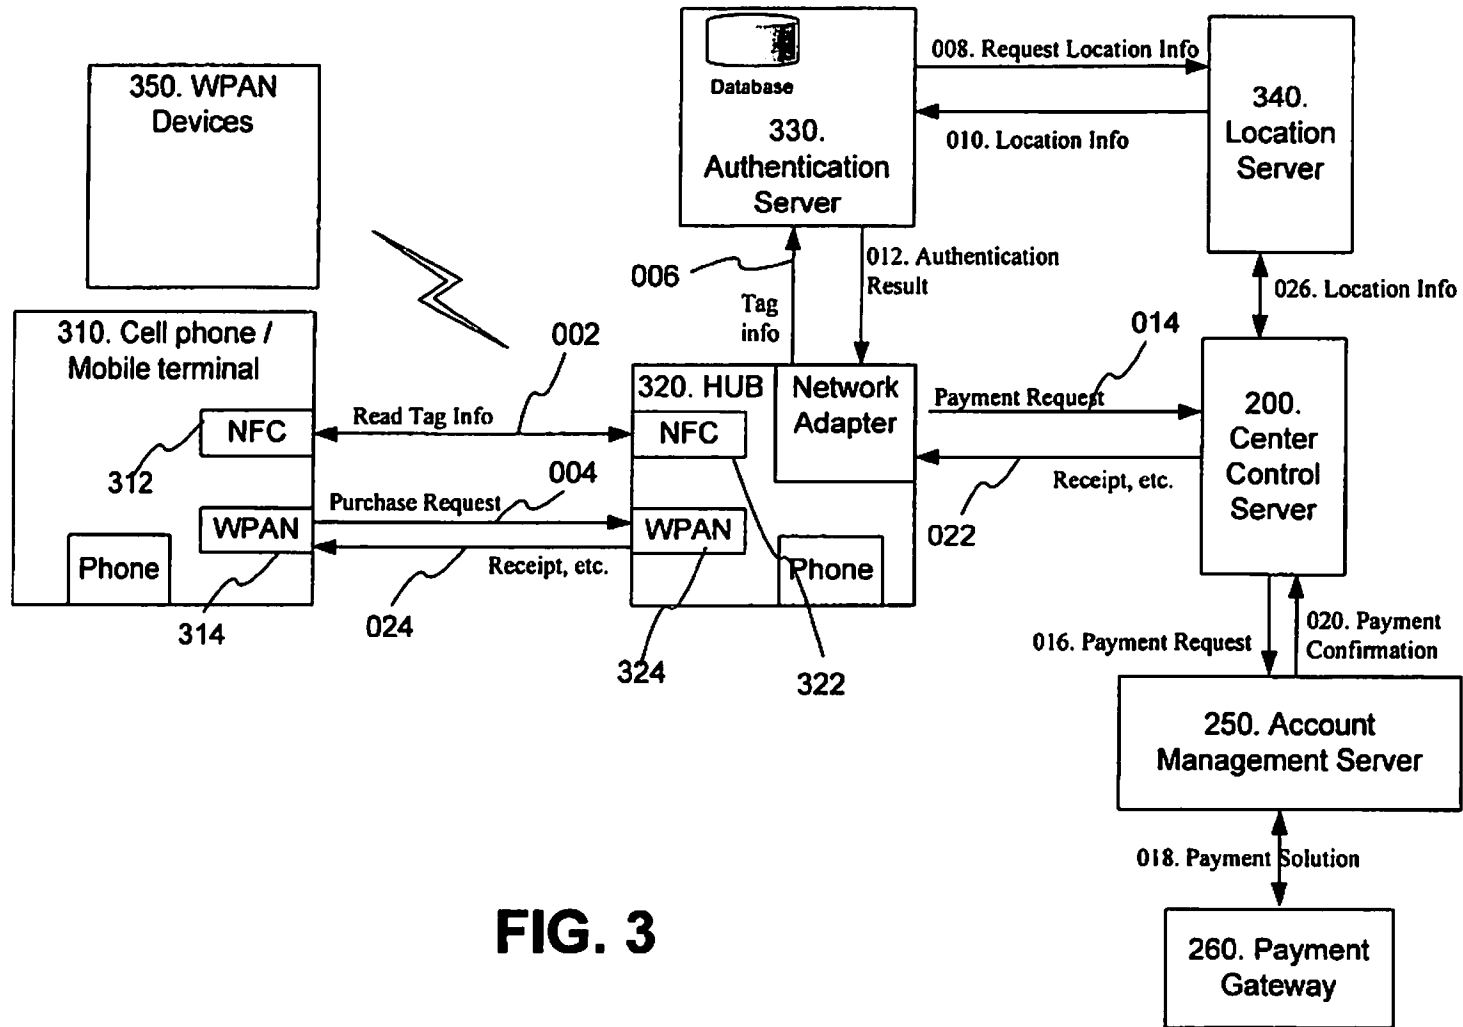 Database
330.
Authentication
Server
008. Request Location Info
010. Location Info
340.
Location
Server
350. WPAN
Devices
006
Tag
info
012. Authentication
Result
026. Location Info
310. Cell phone /
Mobile terminal
NFC
312
WPAN
314
Phone
002
Read Tag Info
004
Purchase Request
Receipt, etc.
024
320. HUB
Network
Adapter
NFC
WPAN
Phone
324
322
014
Payment Request
Receipt, etc.
022
200.
Center
Control
Server
016. Payment Request
020. Payment
Confirmation
250. Account
Management Server
018. Payment Solution
260. Payment
Gateway
FIG. 3